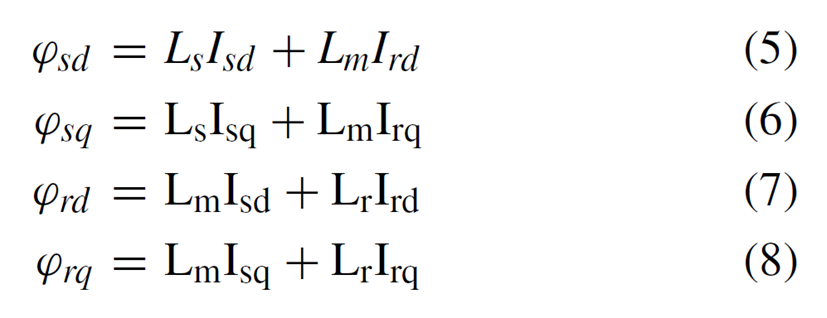 φsd = LsIsd + LmIrd (5)
φsq = LsIsq + LmIrq (6)
φrd = LmIsd + LrIrd (7)
φrq = LmIsq + LrIrq (8)